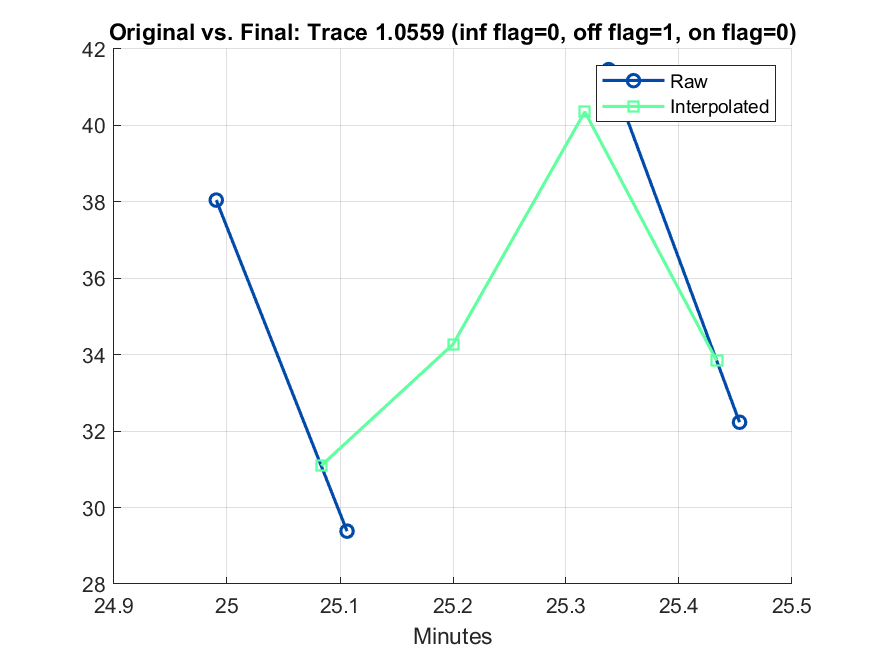 Original vs. Final: Trace 1.0559 (inf flag=0, off flag=1, on flag=0)
42
40
38
36
34
32
30
28
Raw
Interpolated
24.9 25 25.1 25.2 25.3 25.4 25.5
Minutes